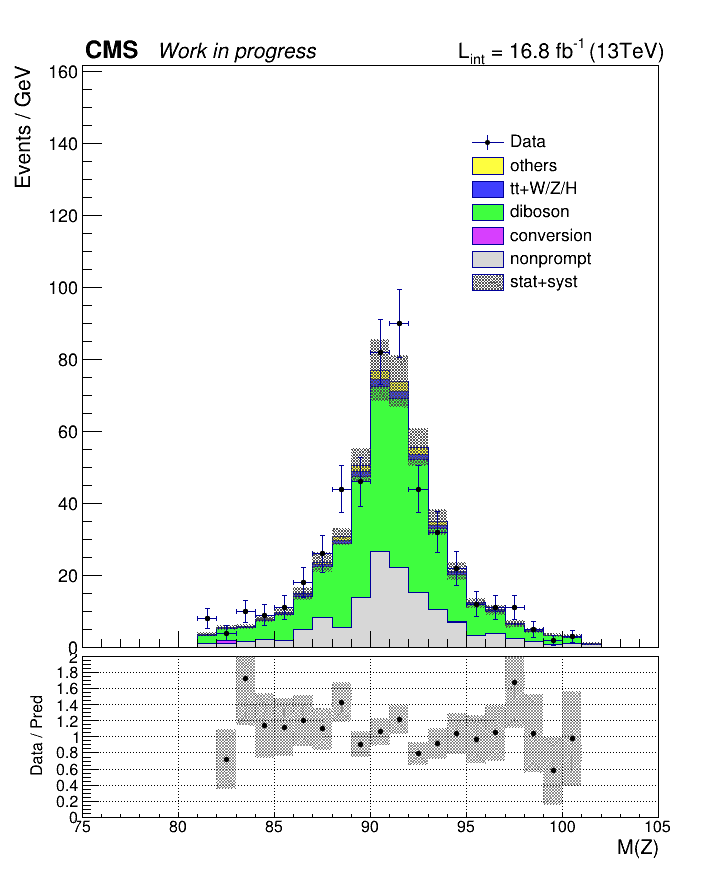 CMS Work in progress L_int = 16.8 fb^-1 (13TeV)
Events / GeV
160
140
120
100
80
60
40
20
0
Data
others
tt+W/Z/H
diboson
conversion
nonprompt
stat+syst
Data / Pred
2
1.8
1.6
1.4
1.2
1
0.8
0.6
0.4
0.2
0
75 80 85 90 95 100 105
M(Z)